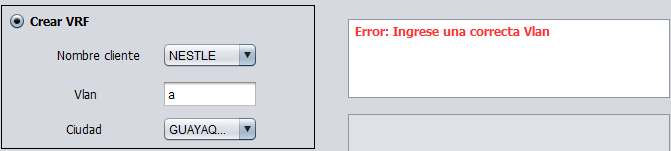 Crear VRF
Nombre cliente NESTLE
Vlan a
Ciudad GUAYAQ...
Error: Ingrese una correcta Vlan